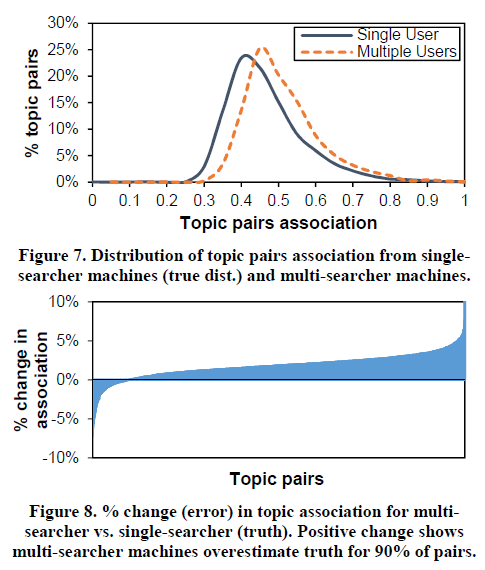 30%
25%
20%
15%
10%
5%
0%
% topic pairs
Single User
Multiple Users
0 0.1 0.2 0.3 0.4 0.5 0.6 0.7 0.8 0.9 1
Topic pairs association
Figure 7. Distribution of topic pairs association from single-
searcher machines (true dist.) and multi-searcher machines.
10%
5%
0%
-5%
-10%
% change in
association
Topic pairs
Figure 8. % change (error) in topic association for multi-
searcher vs. single-searcher (truth). Positive change shows
multi-searcher machines overestimate truth for 90% of pairs.